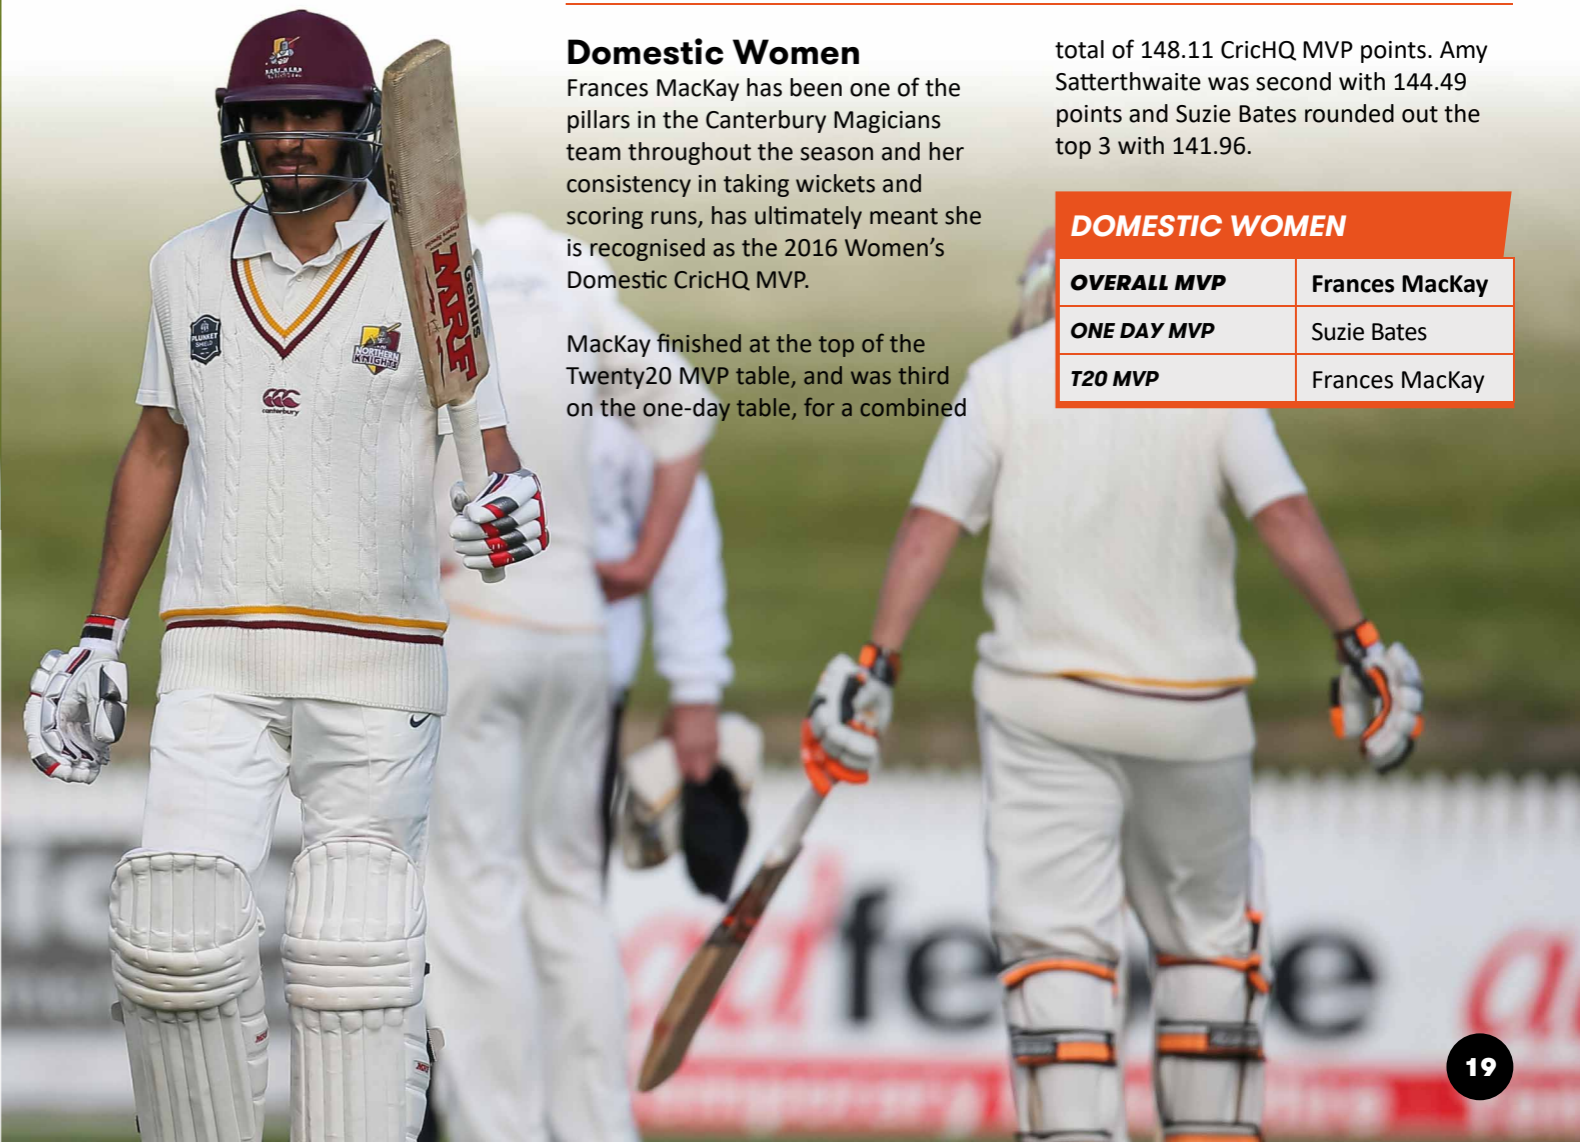 Domestic Women
Frances MacKay has been one of the
pillars in the Canterbury Magicians
team throughout the season and her
consistency in taking wickets and
scoring runs, has ultimately meant she
is recognised as the 2016 Women’s
Domestic CricHQ MVP.
MacKay finished at the top of the
Twenty20 MVP table, and was third
on the one-day table, for a combined
total of 148.11 CricHQ MVP points. Amy
Satterthwaite was second with 144.49
points and Suzie Bates rounded out the
top 3 with 141.96.
DOMESTIC WOMEN
OVERALL MVP Frances MacKay
ONE DAY MVP Suzie Bates
T20 MVP Frances MacKay
PLUNKET
SHIELD
NORTHERN
KNIGHTS
canterbury
Genius
MRF
19